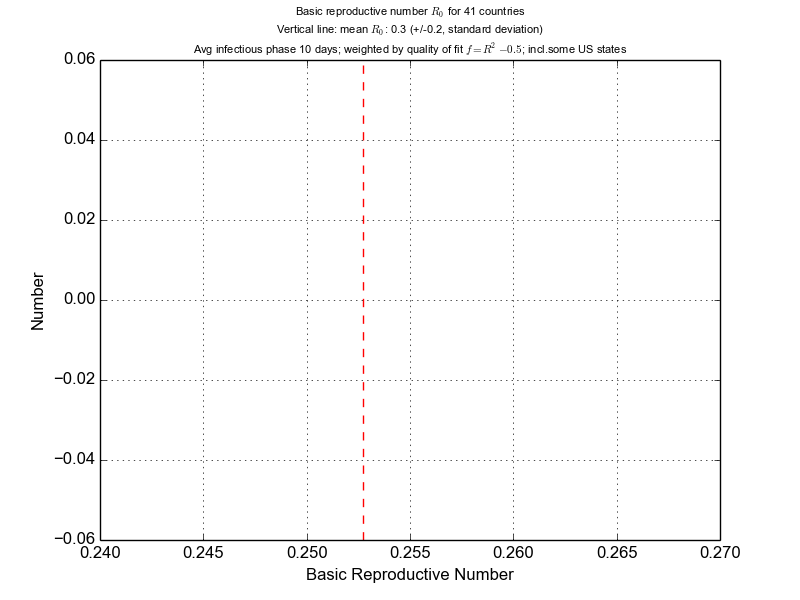 Basic reproductive number R₀ for 41 countries
Vertical line: mean R₀: 0.3 (+/-0.2, standard deviation)
Avg infectious phase 10 days; weighted by quality of fit f=R² −0.5; incl.some US states
0.06
0.04
0.02
0.00
−0.02
−0.04
−0.06
Number
0.240 0.245 0.250 0.255 0.260 0.265 0.270
Basic Reproductive Number